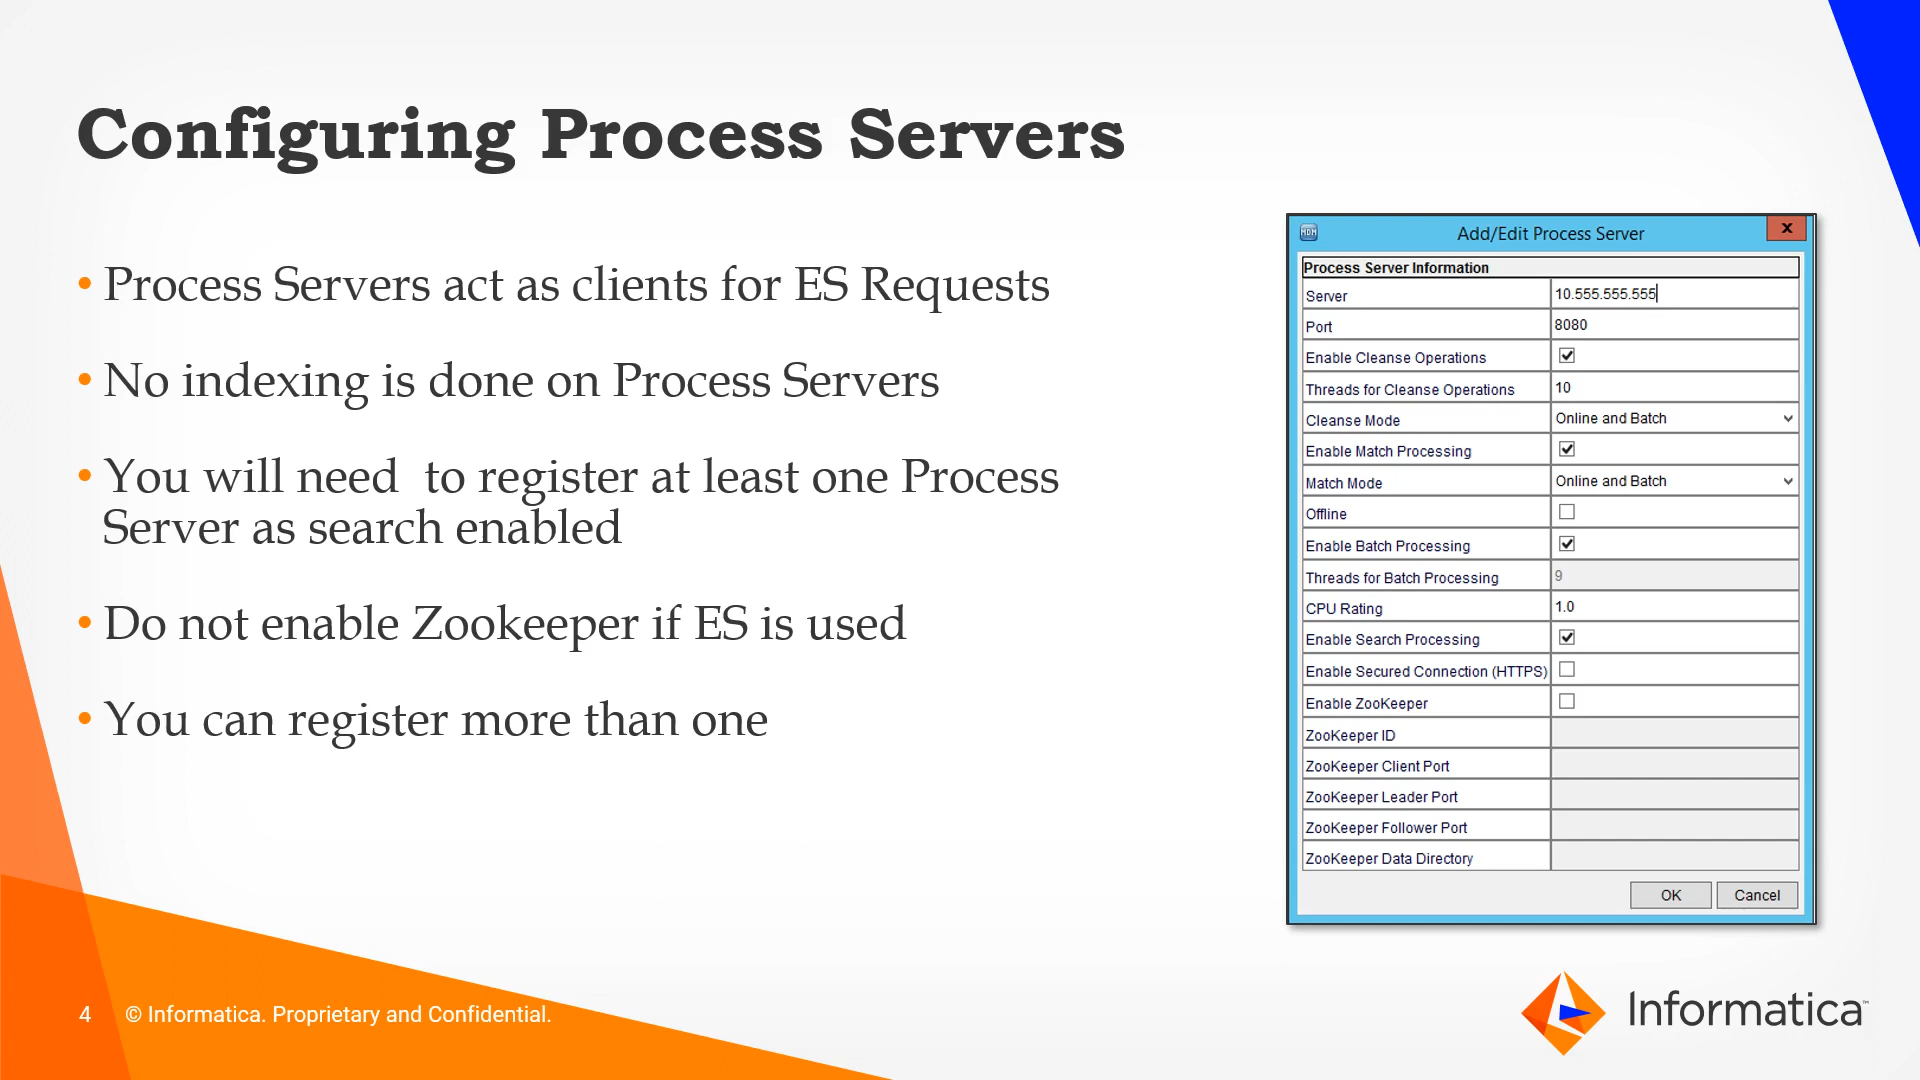 Configuring Process Servers
• Process Servers act as clients for ES Requests
• No indexing is done on Process Servers
• You will need  to register at least one Process
Server as search enabled
• Do not enable Zookeeper if ES is used
• You can register more than one
MDM
Add/Edit Process Server
x
Process Server Information
Server 10.555.555.555
Port 8080
Enable Cleanse Operations
Threads for Cleanse Operations 10
Cleanse Mode Online and Batch
Enable Match Processing
Match Mode Online and Batch
Offline
Enable Batch Processing
Threads for Batch Processing 9
CPU Rating 1.0
Enable Search Processing
Enable Secured Connection (HTTPS)
Enable ZooKeeper
ZooKeeper ID
ZooKeeper Client Port
ZooKeeper Leader Port
ZooKeeper Follower Port
ZooKeeper Data Directory
OK Cancel
4 © Informatica. Proprietary and Confidential.
Informatica™